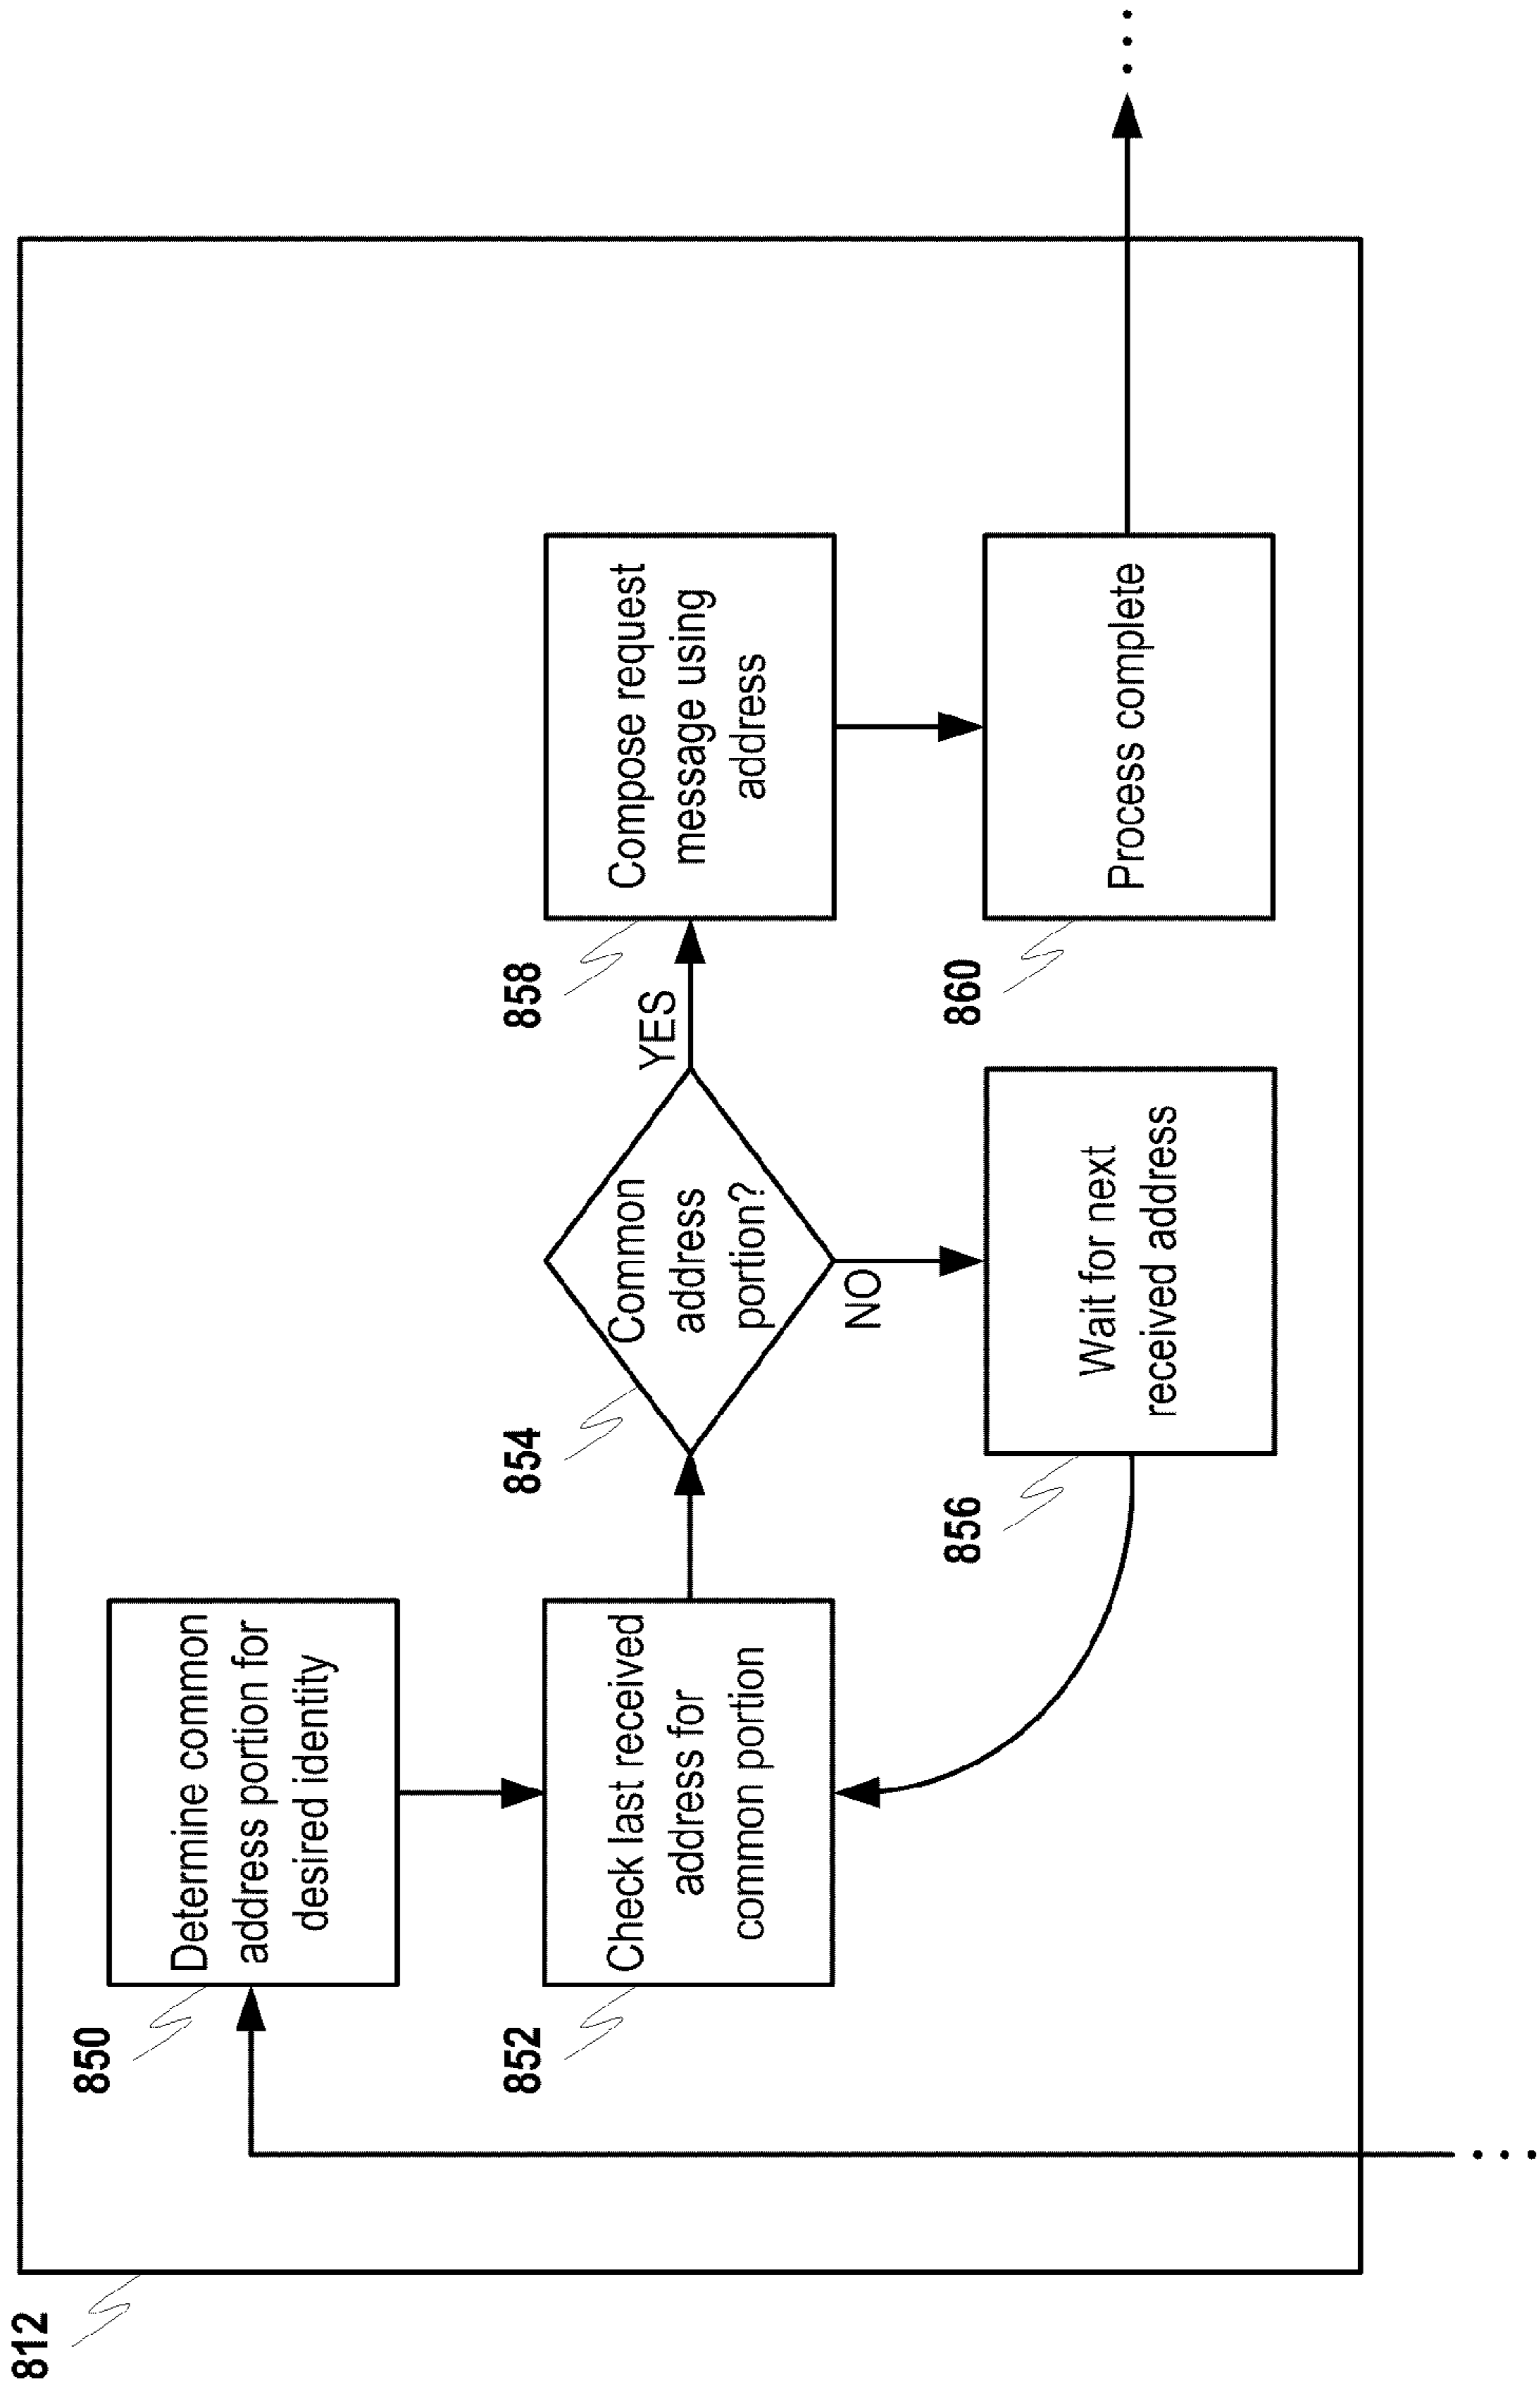 812
850
Determine common
address portion for
desired identity
852
Check last received
address for
common portion
854
Common
address
portion?
YES
NO
856
Wait for next
received address
858
Compose request
message using
address
860
Process complete